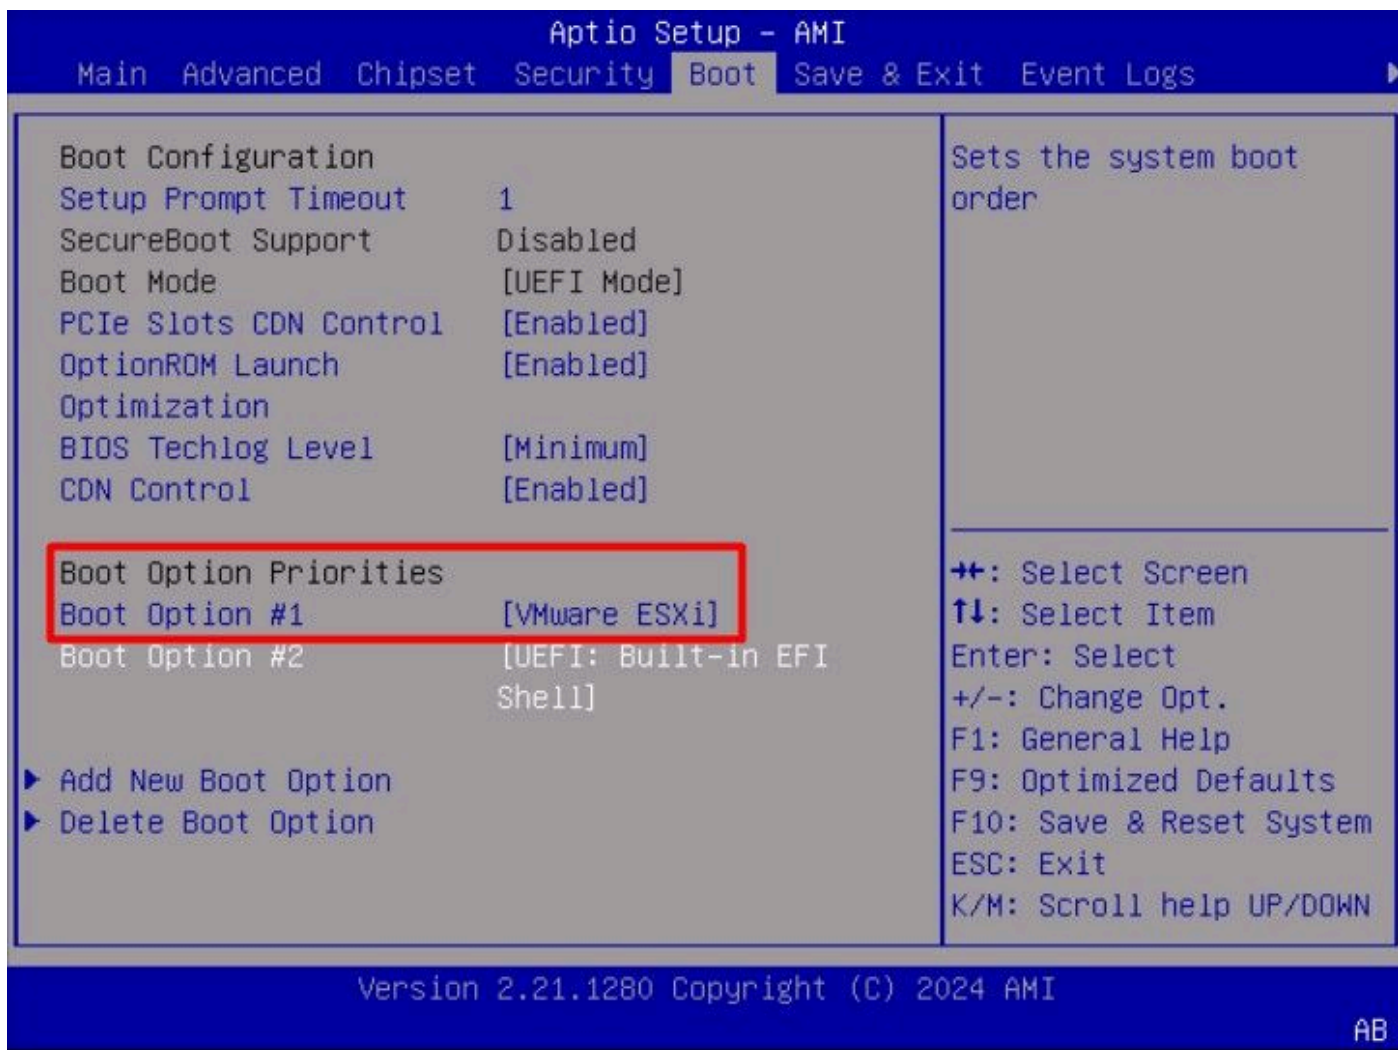 Aptio Setup – AMI
Main Advanced Chipset Security Boot Save & Exit Event Logs
Boot Configuration
Setup Prompt Timeout 1
SecureBoot Support Disabled
Boot Mode [UEFI Mode]
PCIe Slots CDN Control [Enabled]
OptionROM Launch [Enabled]
Optimization
BIOS Techlog Level [Minimum]
CDN Control [Enabled]
Boot Option Priorities
Boot Option #1 [VMware ESXi]
Boot Option #2 [UEFI: Built-in EFI
Shell]
Add New Boot Option
Delete Boot Option
Sets the system boot
order
→←: Select Screen
↑↓: Select Item
Enter: Select
+/-: Change Opt.
F1: General Help
F9: Optimized Defaults
F10: Save & Reset System
ESC: Exit
K/M: Scroll help UP/DOWN
Version 2.21.1280 Copyright (C) 2024 AMI
AB